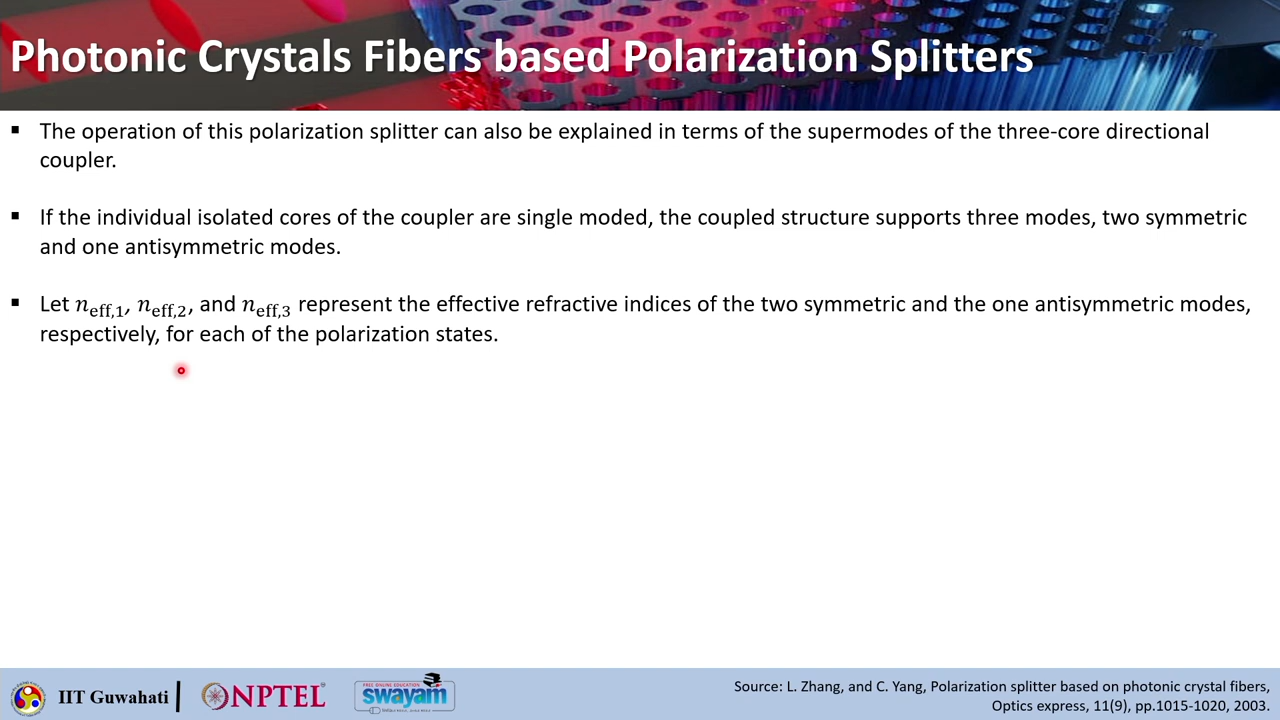 Photonic Crystals Fibers based Polarization Splitters
▪ The operation of this polarization splitter can also be explained in terms of the supermodes of the three-core directional
coupler.
▪ If the individual isolated cores of the coupler are single moded, the coupled structure supports three modes, two symmetric
and one antisymmetric modes.
▪ Let n_eff,1, n_eff,2, and n_eff,3 represent the effective refractive indices of the two symmetric and the one antisymmetric modes,
respectively, for each of the polarization states.
IIT Guwahati
NPTEL
FREE ONLINE EDUCATION
swayam
Source: L. Zhang, and C. Yang, Polarization splitter based on photonic crystal fibers,
Optics express, 11(9), pp.1015-1020, 2003.